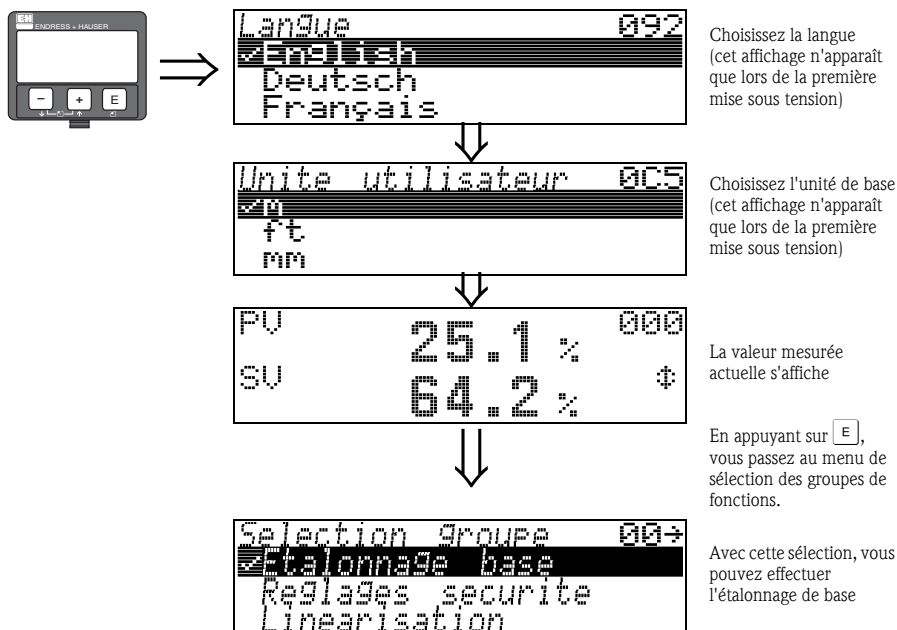 ENDRESS + HAUSER
- + E
Langue 092
English
Deutsch
Français
Choisissez la langue
(cet affichage n'apparaît
que lors de la première
mise sous tension)
Unite utilisateur 0C5
m
ft
mm
Choisissez l'unité de base
(cet affichage n'apparaît
que lors de la première
mise sous tension)
PV 25.1 % 000
SV 64.2 %
La valeur mesurée
actuelle s'affiche
En appuyant sur E,
vous passez au menu de
sélection des groupes de
fonctions.
Selection groupe 00→
Etalonnage base
Reglages securite
Linearisation
Avec cette sélection, vous
pouvez effectuer
l'étalonnage de base